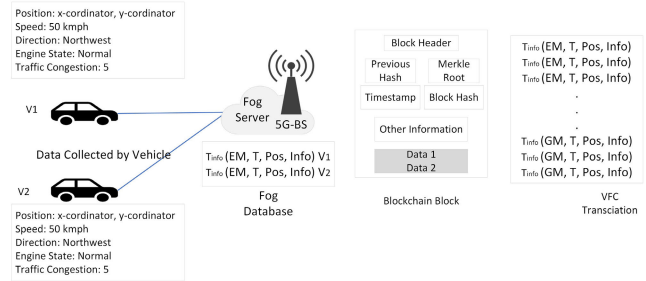 Position: x-cordinator, y-cordinator
Speed: 50 kmph
Direction: Northwest
Engine State: Normal
Traffic Congestion: 5
V1
Data Collected by Vehicle
V2
Position: x-cordinator, y-cordinator
Speed: 50 kmph
Direction: Northwest
Engine State: Normal
Traffic Congestion: 5
Fog
Server
5G-BS
Tinfo (EM, T, Pos, Info) V1
Tinfo (EM, T, Pos, Info) V2
Fog
Database
Block Header
Previous
Hash
Merkle
Root
Timestamp
Block Hash
Other Information
Data 1
Data 2
Blockchain Block
Tinfo (EM, T, Pos, Info)
Tinfo (EM, T, Pos, Info)
Tinfo (EM, T, Pos, Info)
.
.
.
Tinfo (GM, T, Pos, Info)
Tinfo (GM, T, Pos, Info)
Tinfo (GM, T, Pos, Info)
VFC
Transciation